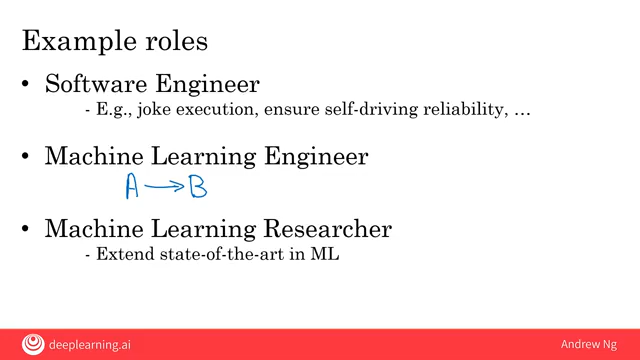 Example roles
• Software Engineer
- E.g., joke execution, ensure self-driving reliability, …
• Machine Learning Engineer
A → B
• Machine Learning Researcher
- Extend state-of-the-art in ML
deeplearning.ai
Andrew Ng